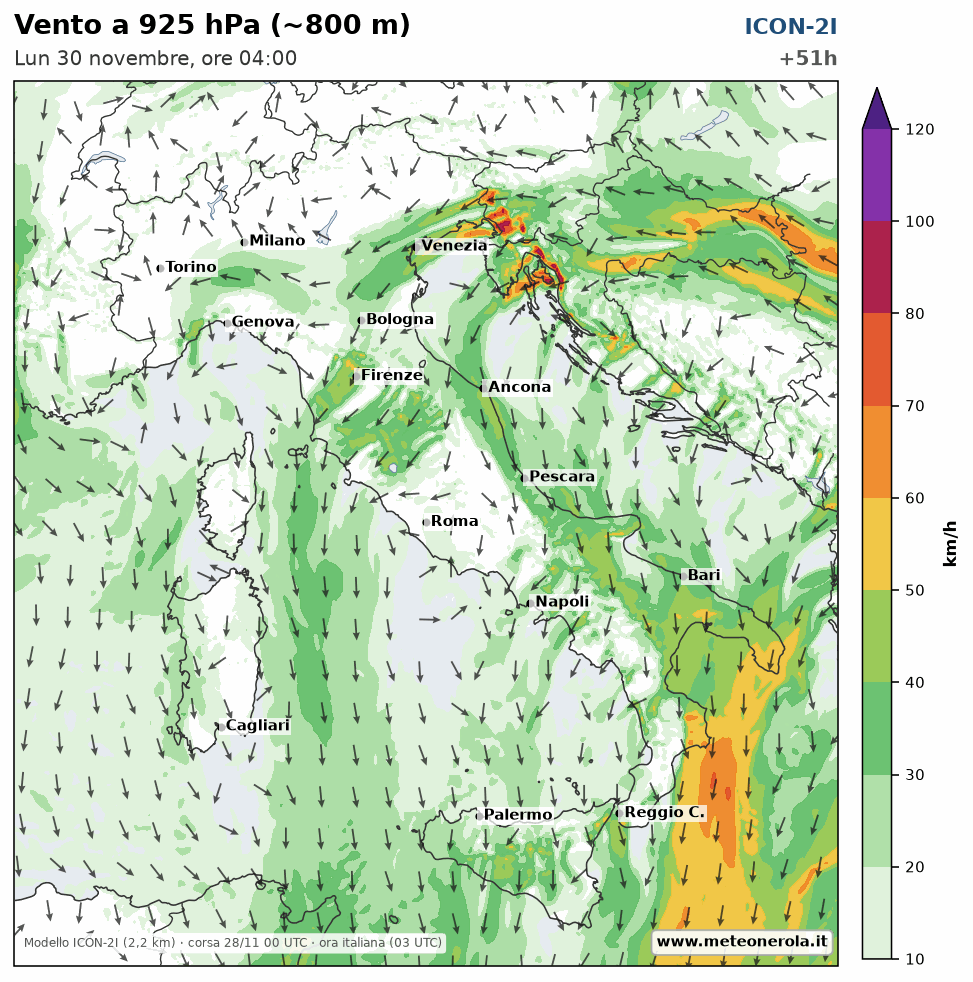 Vento a 925 hPa (~800 m)
ICON-2I
Lun 30 novembre, ore 04:00
+51h
120
100
80
70
60
50
40
30
20
10
km/h
Milano
Venezia
Torino
Genova
Bologna
Firenze
Ancona
Pescara
Roma
Bari
Napoli
Cagliari
Palermo
Reggio C.
Modello ICON-2I (2,2 km) · corsa 28/11 00 UTC · ora italiana (03 UTC)
www.meteonerola.it